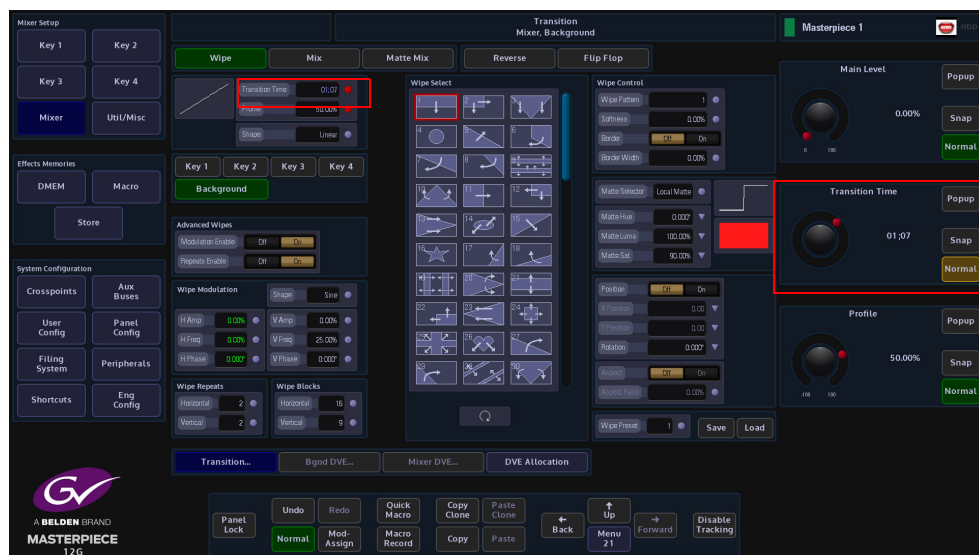 Mixer Setup
Key 1
Key 2
Key 3
Key 4
Mixer
Util/Misc
Effects Memories
DMEM
Macro
Store
System Configuration
Crosspoints
Aux
Buses
User
Config
Panel
Config
Filing
System
Peripherals
Shortcuts
Eng
Config
GV
A BELDEN BRAND
MASTERPIECE
12G
Transition
Mixer, Background
Wipe
Mix
Matte Mix
Reverse
Flip Flop
Transition Time 01;07
Profile 50.00%
Shape Linear
Key 1
Key 2
Key 3
Key 4
Background
Advanced Wipes
Modulation Enable Off On
Repeats Enable Off On
Wipe Modulation
Shape Sine
H Amp 0.00% V Amp 0.00%
H Freq 0.00% V Freq 25.00%
H Phase 0.000° V Phase 0.000°
Wipe Repeats
Horizontal 2
Vertical 2
Wipe Blocks
Horizontal 16
Vertical 9
Wipe Select
1 2 3
4 5 6
7 8 9
10 11 12
13 14 15
16 17 18
19 20 21
22 23 24
25 26 27
28 29 30
Wipe Control
Wipe Pattern 1
Softness 0.00%
Border Off On
Border Width 0.00%
Matte Selector Local Matte
Matte Hue 0.000°
Matte Luma 100.00%
Matte Sat 90.00%
Position Off On
X Position 0.00
Y Position 0.00
Rotation 0.000°
Aspect Off On
Aspect Ratio 0.00%
Wipe Preset 1
Save
Load
Transition...
Bgnd DVE...
Mixer DVE...
DVE Allocation
Panel
Lock
Undo
Redo
Normal
Mod-
Assign
Quick
Macro
Macro
Record
Copy
Clone
Paste
Clone
Copy
Paste
Back
Up
Menu
21
Forward
Disable
Tracking
Masterpiece 1
HDD
Main Level
0.00%
0 100
Popup
Snap
Normal
Transition Time
01;07
Popup
Snap
Normal
Profile
50.00%
-100 100
Popup
Snap
Normal